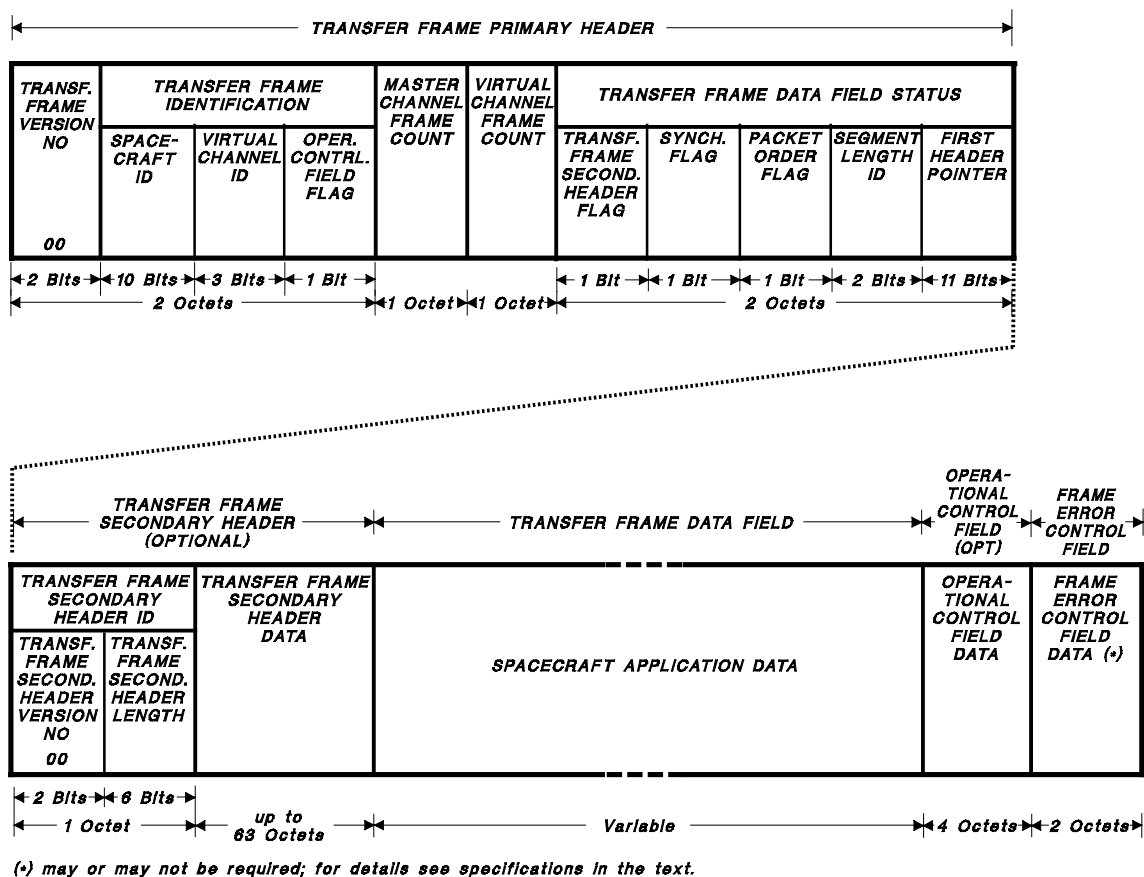 TRANSFER FRAME PRIMARY HEADER
TRANSF.
FRAME
VERSION
NO
00
TRANSFER FRAME
IDENTIFICATION
SPACE-
CRAFT
ID
VIRTUAL
CHANNEL
ID
OPER.
CONTRL.
FIELD
FLAG
MASTER
CHANNEL
FRAME
COUNT
VIRTUAL
CHANNEL
FRAME
COUNT
TRANSFER FRAME DATA FIELD STATUS
TRANSF.
FRAME
SECOND.
HEADER
FLAG
SYNCH.
FLAG
PACKET
ORDER
FLAG
SEGMENT
LENGTH
ID
FIRST
HEADER
POINTER
2 Bits
10 Bits
3 Bits
1 Bit
1 Bit
1 Bit
1 Bit
2 Bits
11 Bits
2 Octets
1 Octet
1 Octet
2 Octets
TRANSFER FRAME
SECONDARY HEADER
(OPTIONAL)
TRANSFER FRAME DATA FIELD
OPERA-
TIONAL
CONTROL
FIELD
(OPT)
FRAME
ERROR
CONTROL
FIELD
TRANSFER FRAME
SECONDARY
HEADER ID
TRANSF.
FRAME
SECOND.
HEADER
VERSION
NO
00
TRANSF.
FRAME
SECOND.
HEADER
LENGTH
TRANSFER FRAME
SECONDARY
HEADER
DATA
SPACECRAFT APPLICATION DATA
OPERA-
TIONAL
CONTROL
FIELD
DATA
FRAME
ERROR
CONTROL
FIELD
DATA (*)
2 Bits
6 Bits
1 Octet
up to
63 Octets
Variable
4 Octets
2 Octets
(*) may or may not be required; for details see specifications in the text.